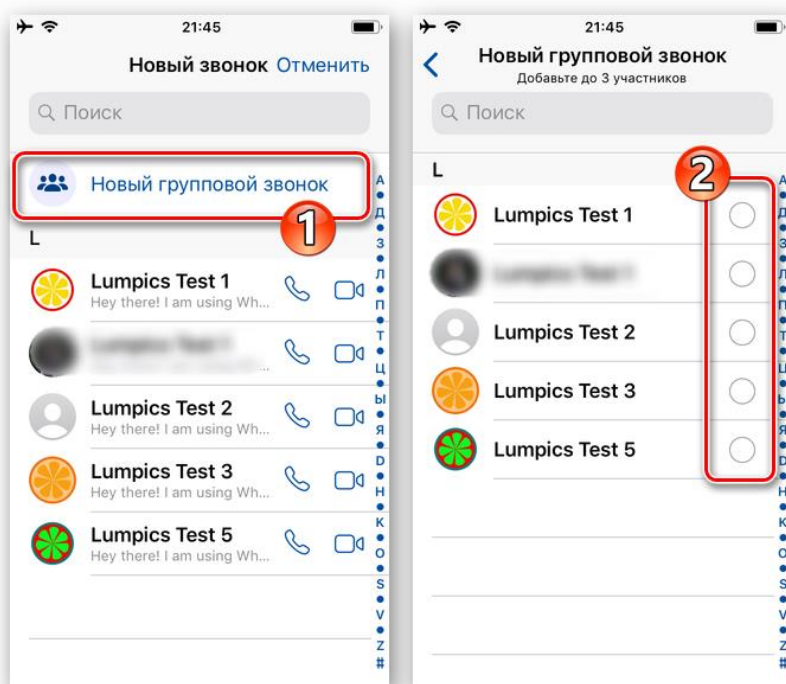 21:45
Новый звонок Отменить
Поиск
Новый групповой звонок
1
L
Lumpics Test 1
Hey there! I am using Wh...
Lumpics Test 2
Hey there! I am using Wh...
Lumpics Test 3
Hey there! I am using Wh...
Lumpics Test 5
Hey there! I am using Wh...
А
Д
З
Л
П
Т
Ц
Ы
Я
D
H
K
O
S
V
Z
#
21:45
Новый групповой звонок
Добавьте до 3 участников
Поиск
L
2
Lumpics Test 1
Lumpics Test 2
Lumpics Test 3
Lumpics Test 5
А
Д
З
Л
П
Т
Ц
Ы
Я
D
H
K
O
S
V
Z
#